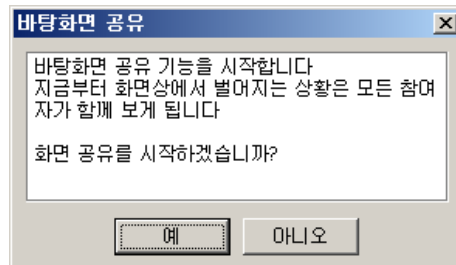 바탕화면 공유
바탕화면 공유 기능을 시작합니다
지금부터 화면상에서 벌어지는 상황은 모든 참여
자가 함께 보게 됩니다
화면 공유를 시작하겠습니까?
예
아니오